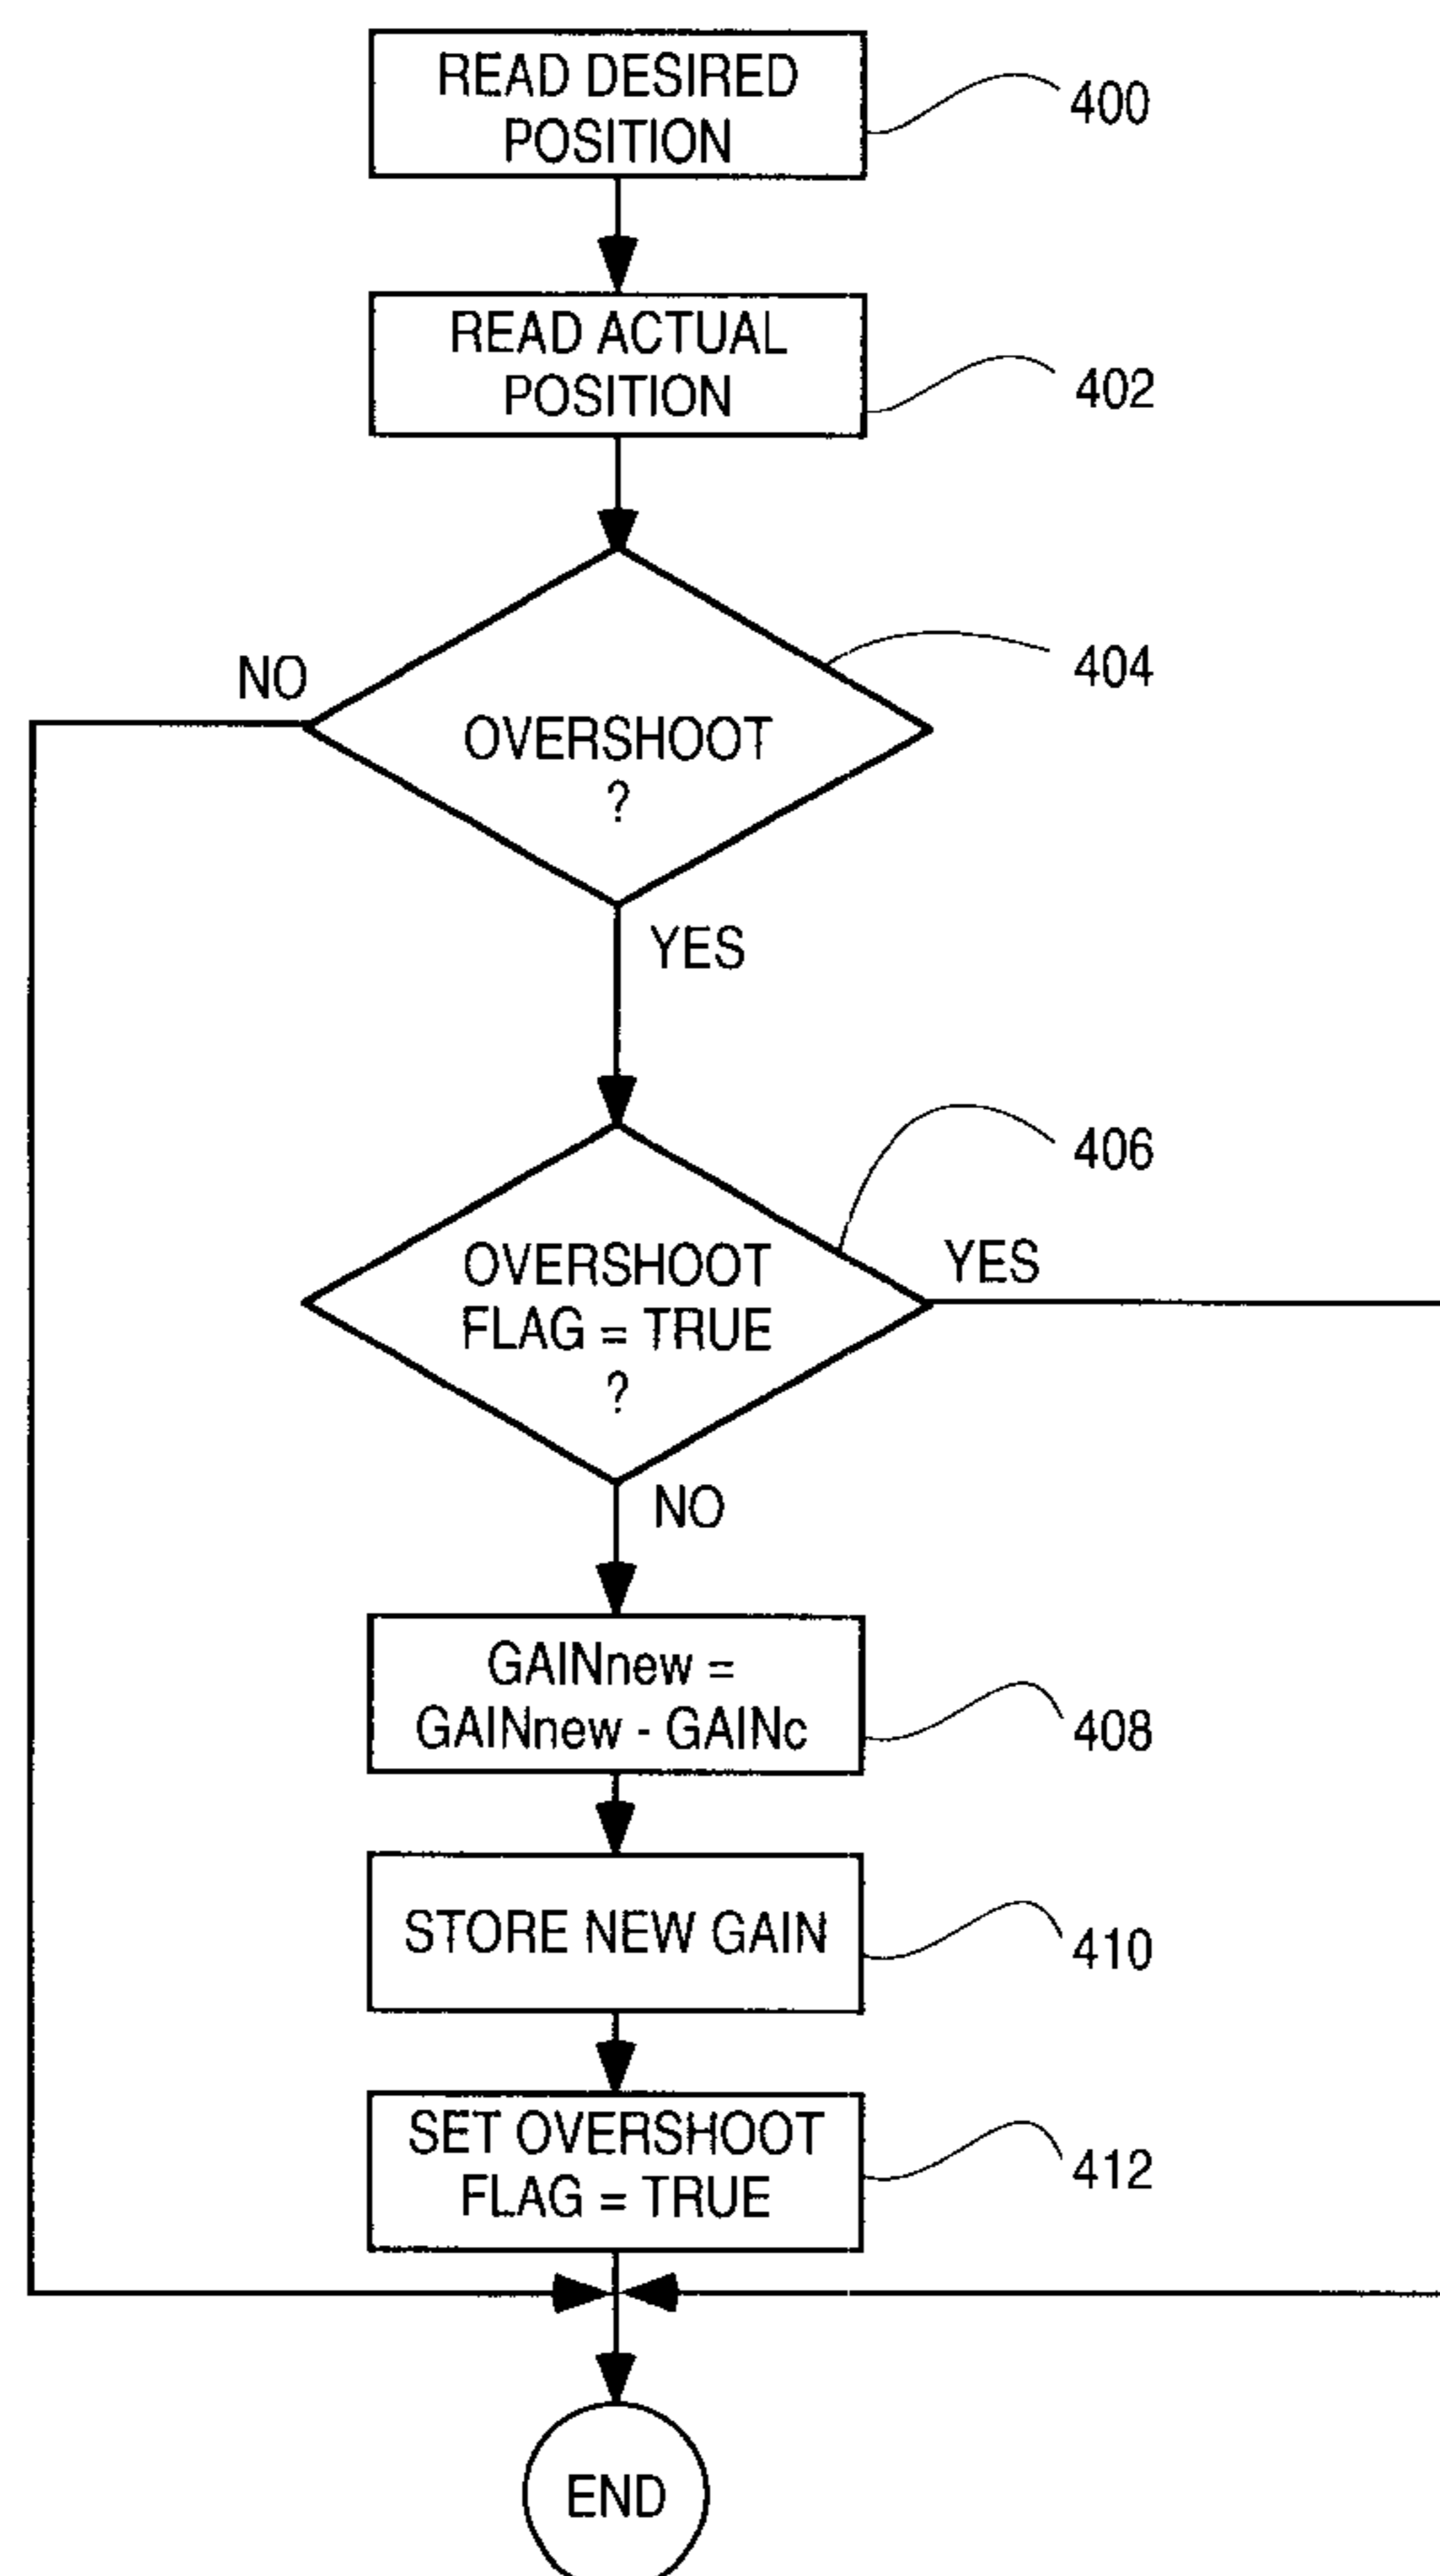 READ DESIRED
POSITION
400
READ ACTUAL
POSITION
402
404
NO
OVERSHOOT
?
YES
406
YES
OVERSHOOT
FLAG = TRUE
?
NO
GAINnew =
GAINnew - GAINc
408
STORE NEW GAIN
410
SET OVERSHOOT
FLAG = TRUE
412
END